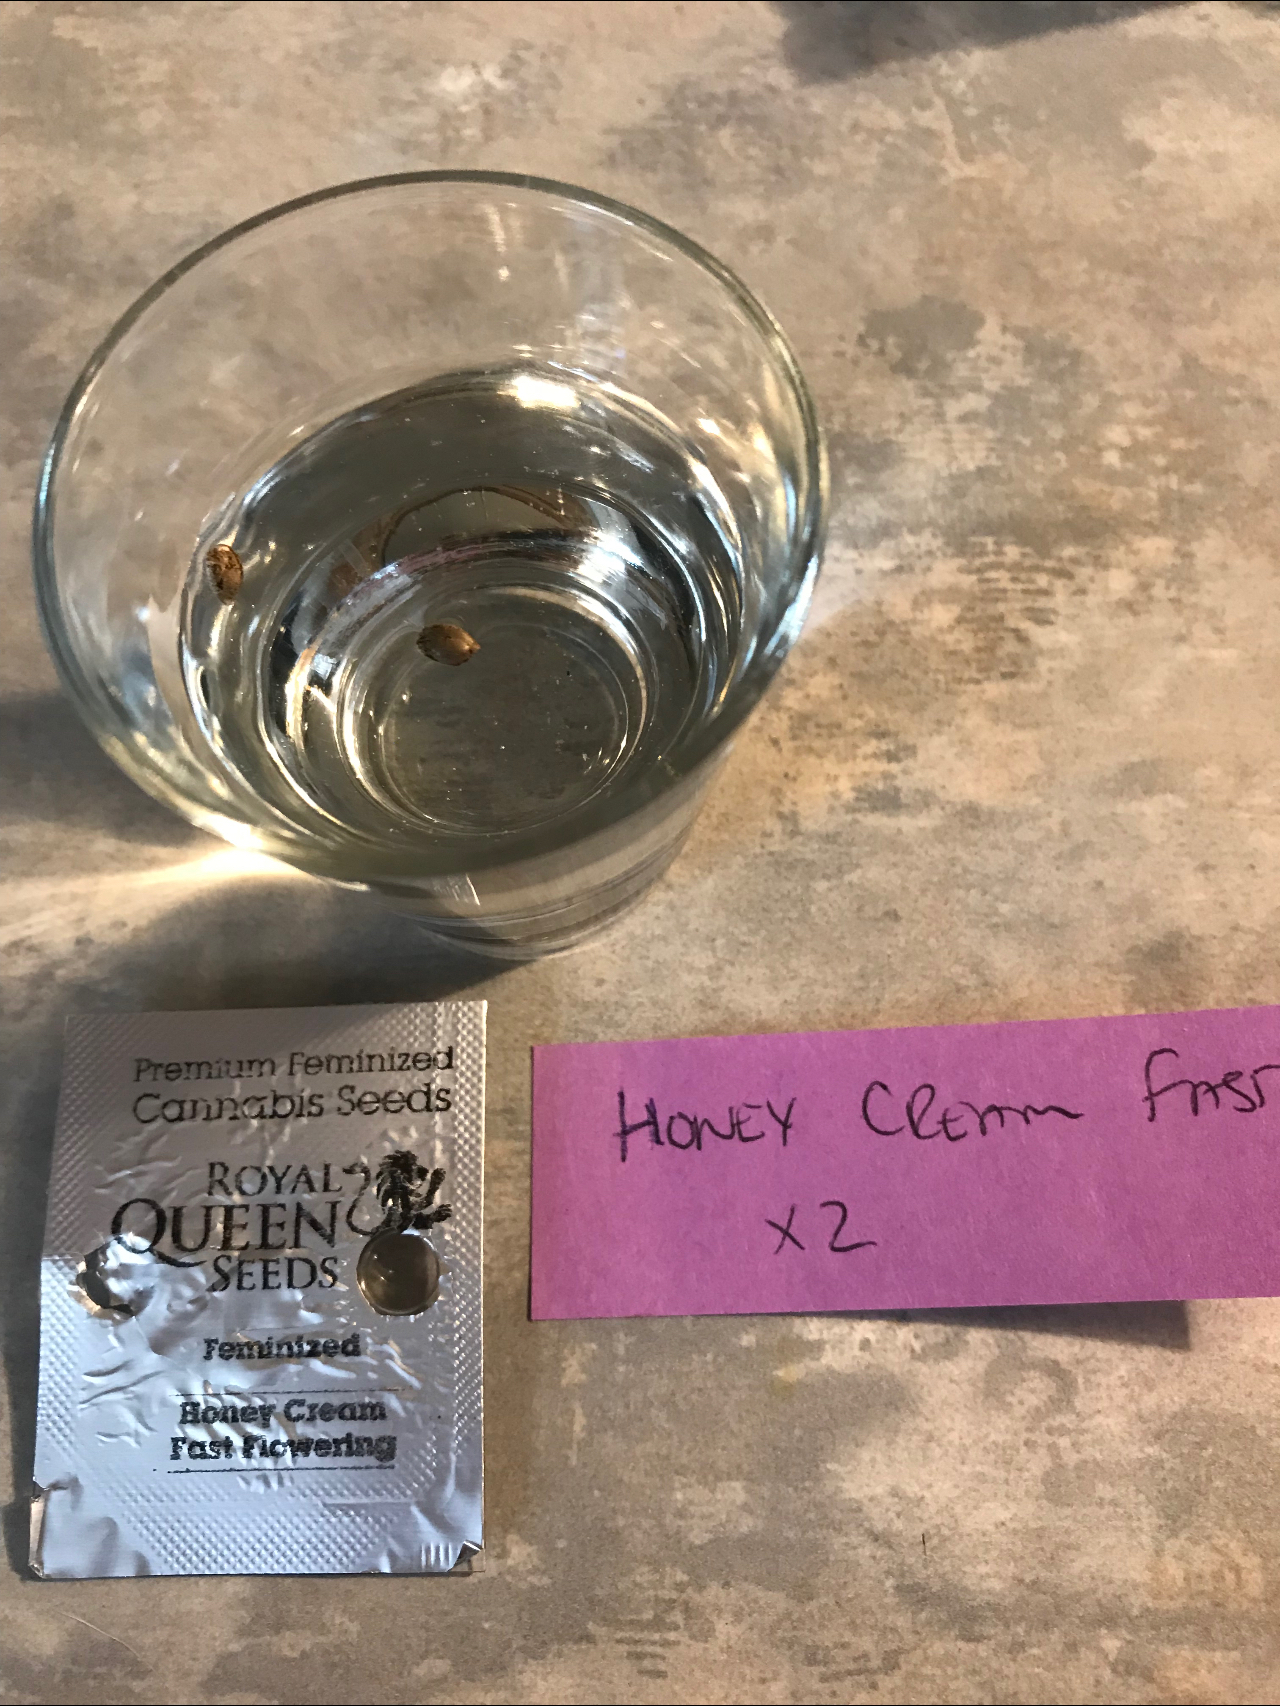 Premium Feminized
Cannabis Seeds
ROYAL
QUEEN
SEEDS
Feminized
Honey Cream
Fast Flowering
HONEY CREAM FAST
x2